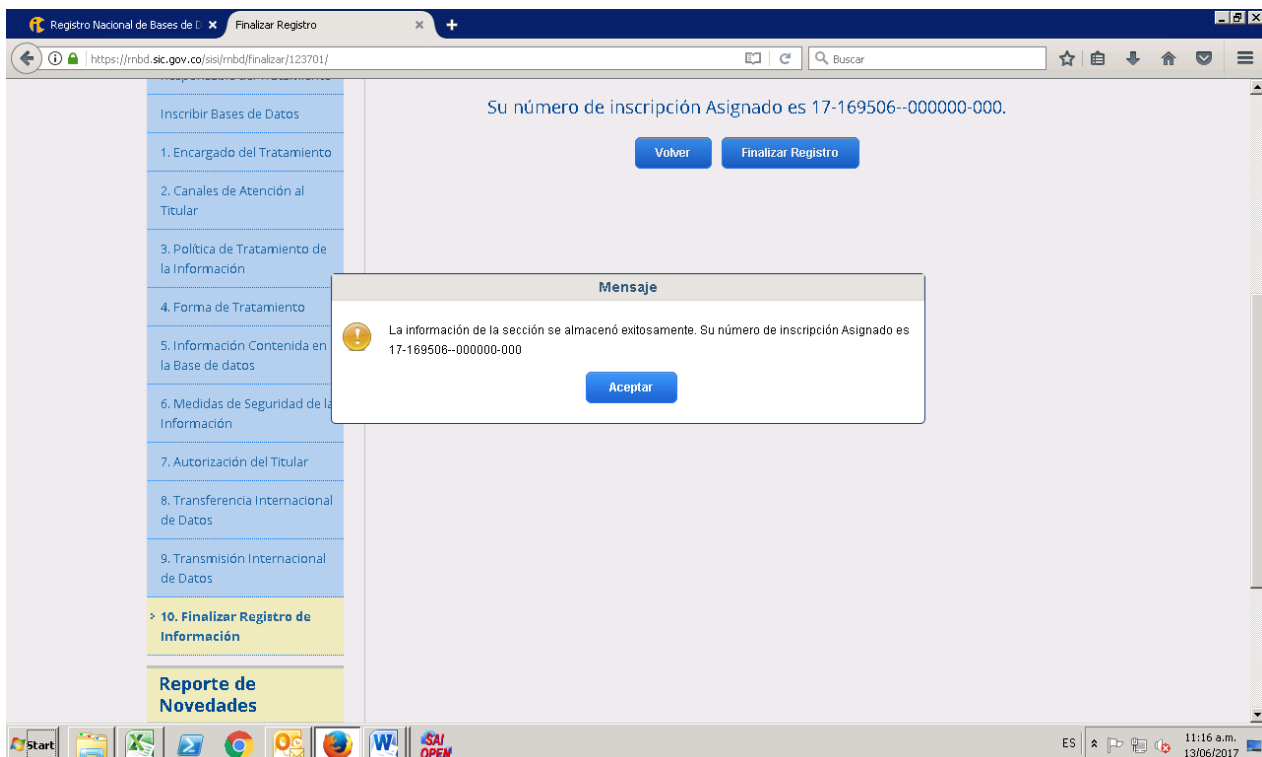 Registro Nacional de Bases de D
Finalizar Registro
https://rnbd.sic.gov.co/sisi/rnbd/finalizar/123701/
Buscar
Inscribir Bases de Datos
1. Encargado del Tratamiento
2. Canales de Atención al
Titular
3. Política de Tratamiento de
la Información
4. Forma de Tratamiento
5. Información Contenida en
la Base de datos
6. Medidas de Seguridad de la
Información
7. Autorización del Titular
8. Transferencia Internacional
de Datos
9. Transmisión Internacional
de Datos
> 10. Finalizar Registro de
Información
Reporte de
Novedades
Su número de inscripción Asignado es 17-169506--000000-000.
Volver
Finalizar Registro
Mensaje
La información de la sección se almacenó exitosamente. Su número de inscripción Asignado es
17-169506--000000-000
Aceptar
Start
SAI
OPEN
ES
11:16 a.m.
13/06/2017